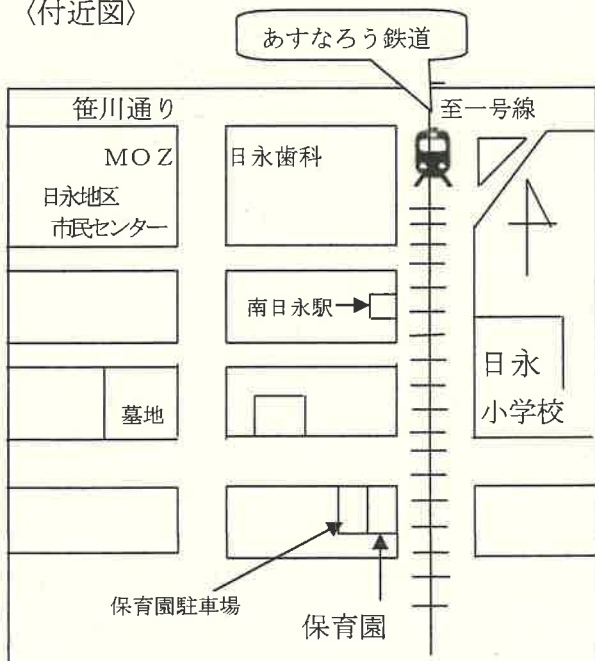 〈付近図〉
あすなろう鉄道
笹川通り
至一号線
ＭＯＺ
日永歯科
日永地区
市民センター
南日永駅
日永
小学校
墓地
保育園駐車場
保育園